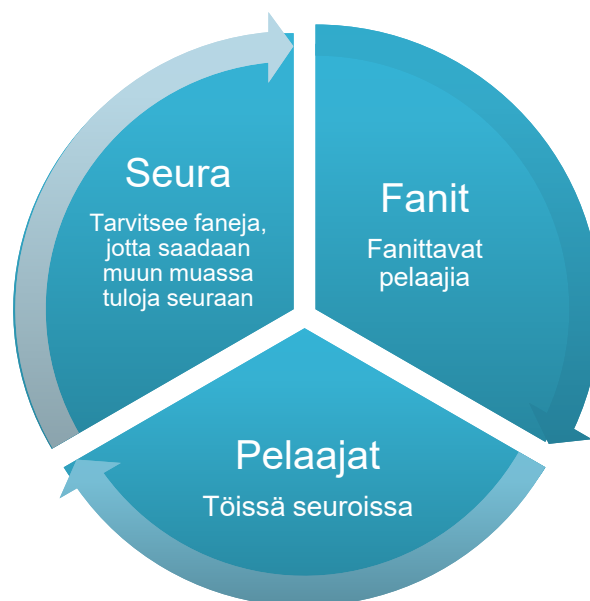 Seura
Tarvitsee faneja,
jotta saadaan
muun muassa
tuloja seuraan
Fanit
Fanittavat
pelaajia
Pelaajat
Töissä seuroissa